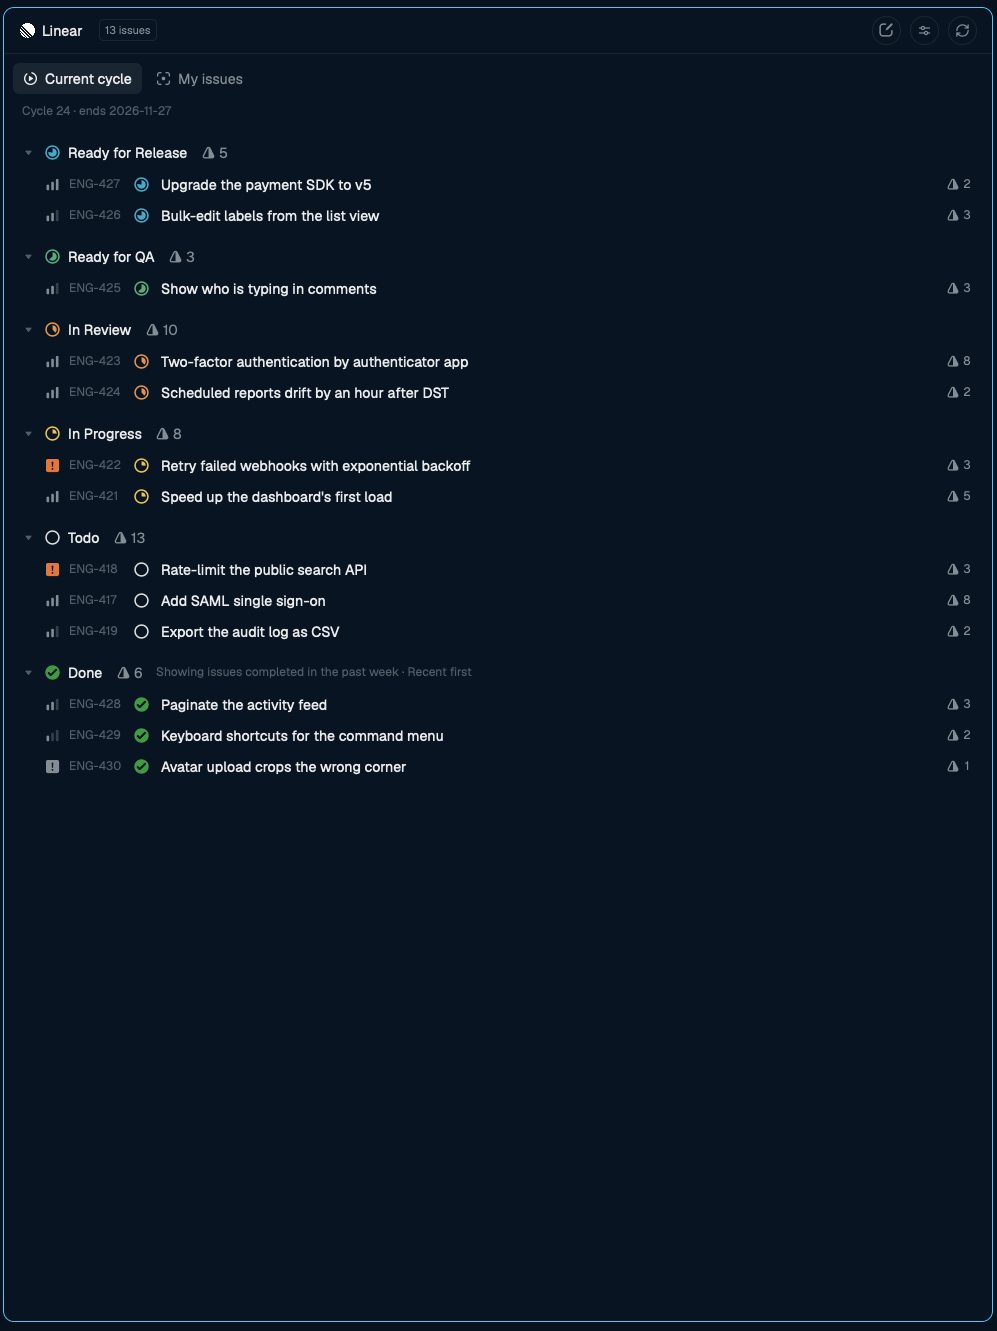 Linear 13 issues
Current cycle My issues
Cycle 24 · ends 2026-11-27
Ready for Release 5
ENG-427 Upgrade the payment SDK to v5 2
ENG-426 Bulk-edit labels from the list view 3
Ready for QA 3
ENG-425 Show who is typing in comments 3
In Review 10
ENG-423 Two-factor authentication by authenticator app 8
ENG-424 Scheduled reports drift by an hour after DST 2
In Progress 8
! ENG-422 Retry failed webhooks with exponential backoff 3
ENG-421 Speed up the dashboard's first load 5
Todo 13
! ENG-418 Rate-limit the public search API 3
ENG-417 Add SAML single sign-on 8
ENG-419 Export the audit log as CSV 2
Done 6 Showing issues completed in the past week · Recent first
ENG-428 Paginate the activity feed 3
ENG-429 Keyboard shortcuts for the command menu 2
! ENG-430 Avatar upload crops the wrong corner 1